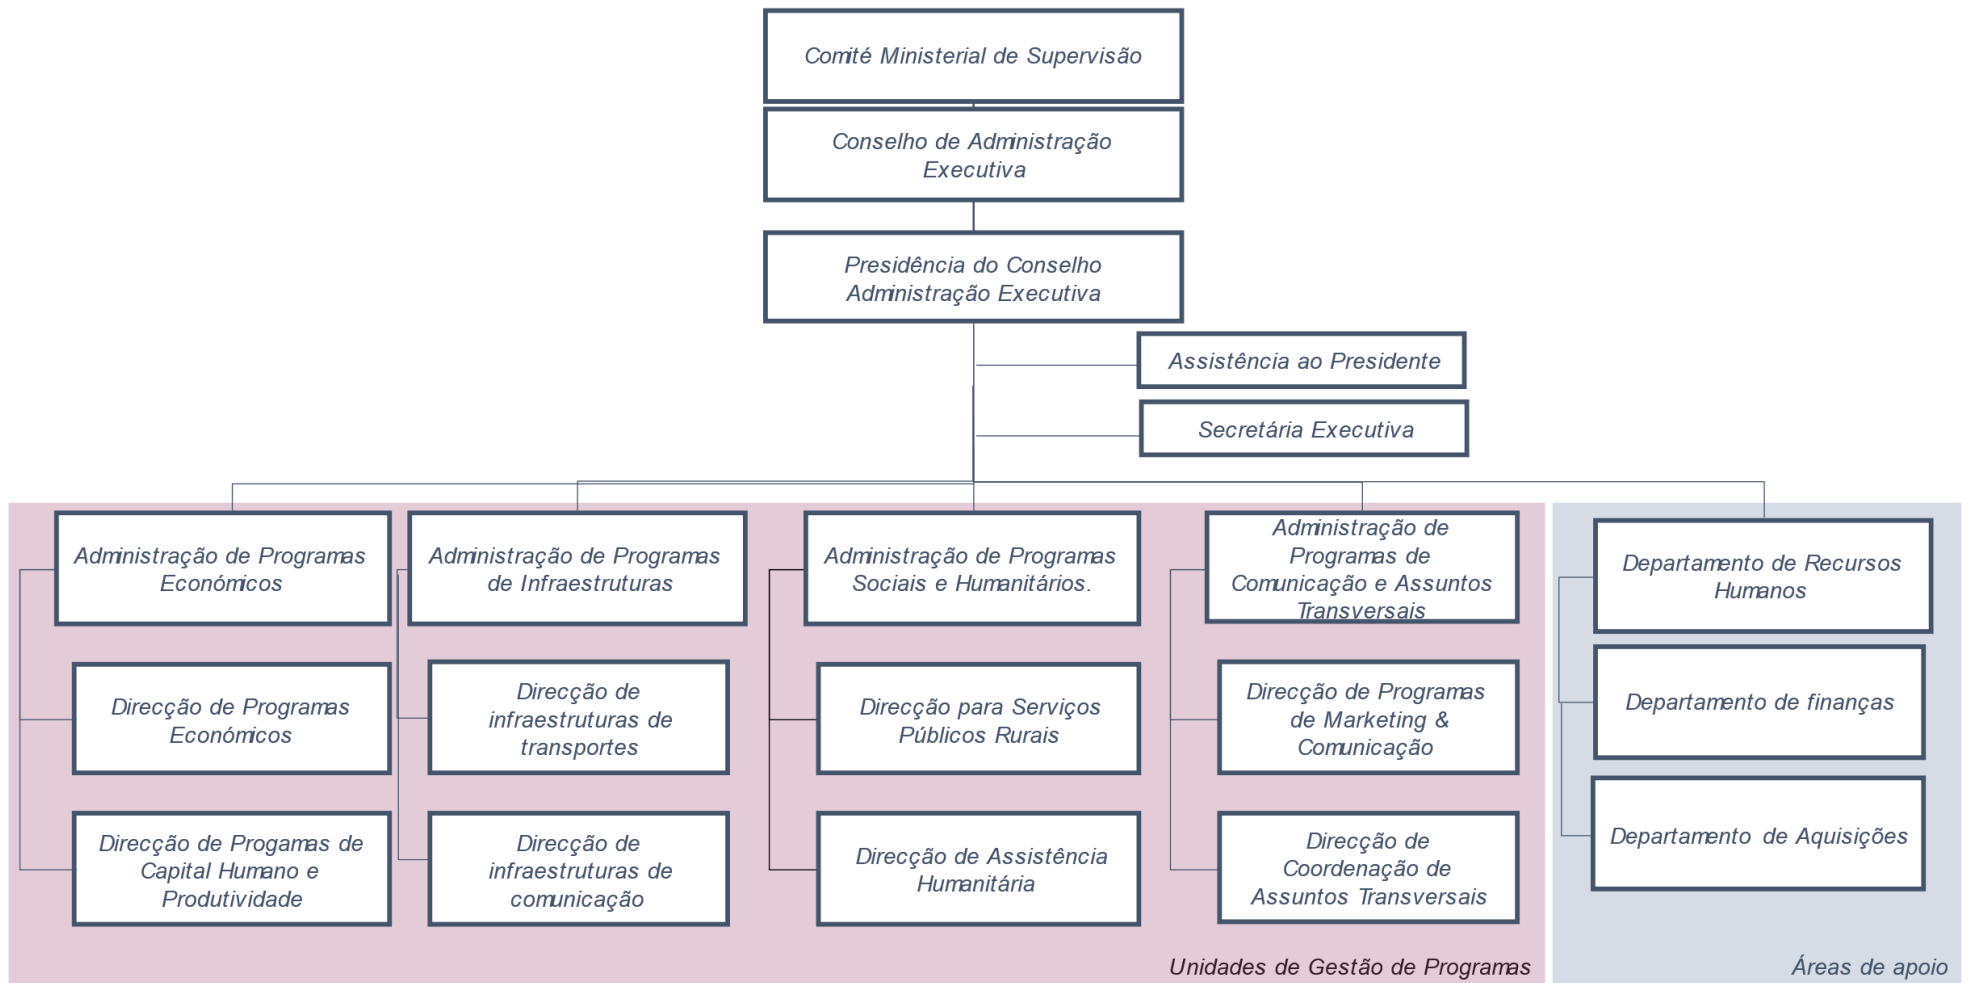 Comité Ministerial de Supervisão
Conselho de Administração
Executiva
Presidência do Conselho
Administração Executiva
Assistência ao Presidente
Secretária Executiva
Administração de Programas
Económicos
Direcção de Programas
Económicos
Direcção de Progamas de
Capital Humano e
Produtividade
Administração de Programas
de Infraestruturas
Direcção de
infraestruturas de
transportes
Direcção de
infraestruturas de
comunicação
Administração de Programas
Sociais e Humanitários.
Direcção para Serviços
Públicos Rurais
Direcção de Assistência
Humanitária
Administração de
Programas de
Comunicação e Assuntos
Transversais
Direcção de Programas
de Marketing &
Comunicação
Direcção de
Coordenação de
Assuntos Transversais
Unidades de Gestão de Programas
Departamento de Recursos
Humanos
Departamento de finanças
Departamento de Aquisições
Áreas de apoio